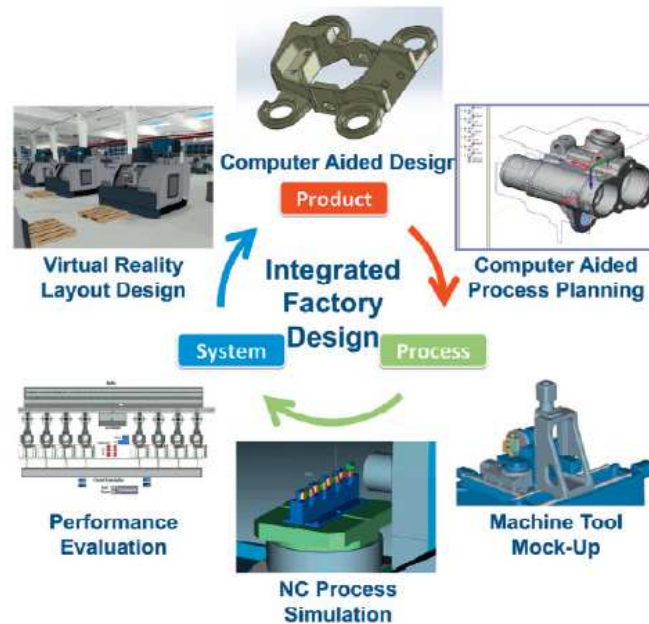 Computer Aided Design
Product
Virtual Reality
Layout Design
Integrated
Factory
Design
Computer Aided
Process Planning
System
Process
Performance
Evaluation
NC Process
Simulation
Machine Tool
Mock-Up